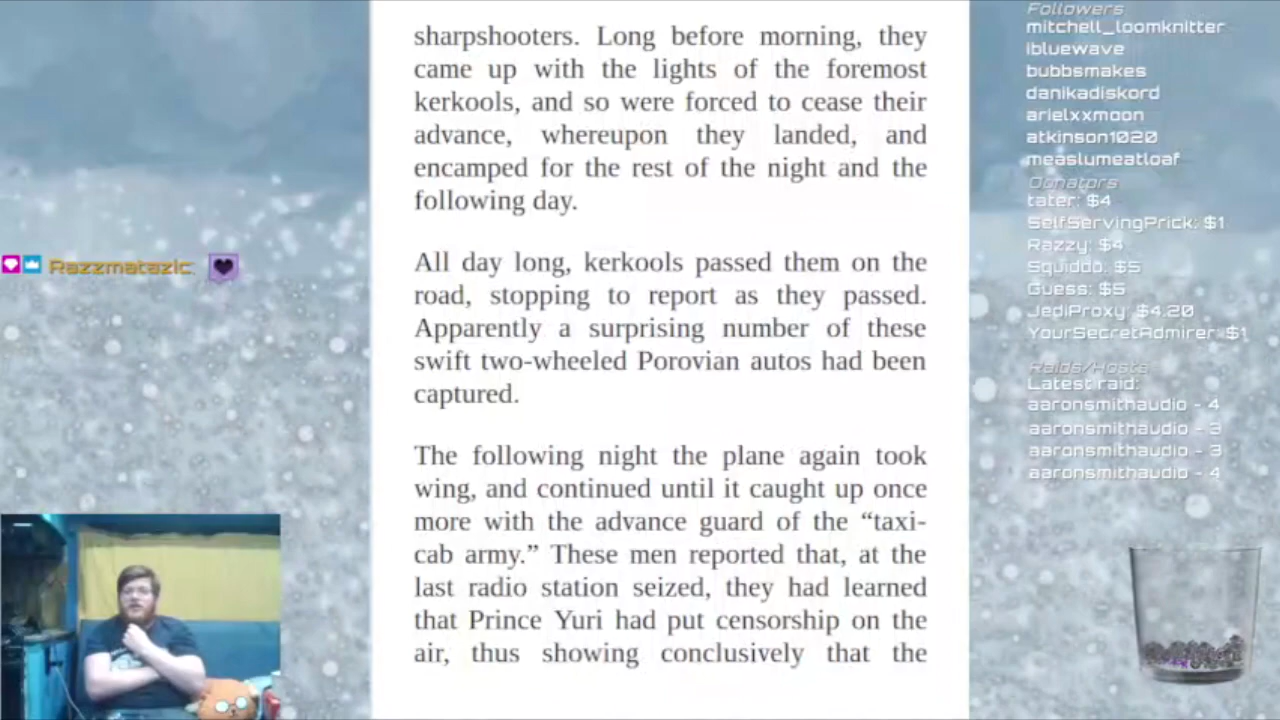 sharpshooters. Long before morning, they
came up with the lights of the foremost
kerkools, and so were forced to cease their
advance, whereupon they landed, and
encamped for the rest of the night and the
following day.
All day long, kerkools passed them on the
road, stopping to report as they passed.
Apparently a surprising number of these
swift two-wheeled Porovian autos had been
captured.
The following night the plane again took
wing, and continued until it caught up once
more with the advance guard of the “taxi-
cab army.” These men reported that, at the
last radio station seized, they had learned
that Prince Yuri had put censorship on the
air, thus showing conclusively that the
Razzmatazic:
Followers
mitchell_loomknitter
ibluewave
bubbsmakes
danikadiskord
arielxxmoon
atkinson1020
measlumeatloaf
Donators
tater: $4
SelfServingPrick: $1
Razzy: $4
Squiddo: $5
Guess: $5
JediProxy: $4.20
YourSecretAdmirer: $1
Raids/Hosts
Latest raid:
aaronsmithaudio - 4
aaronsmithaudio - 3
aaronsmithaudio - 3
aaronsmithaudio - 4